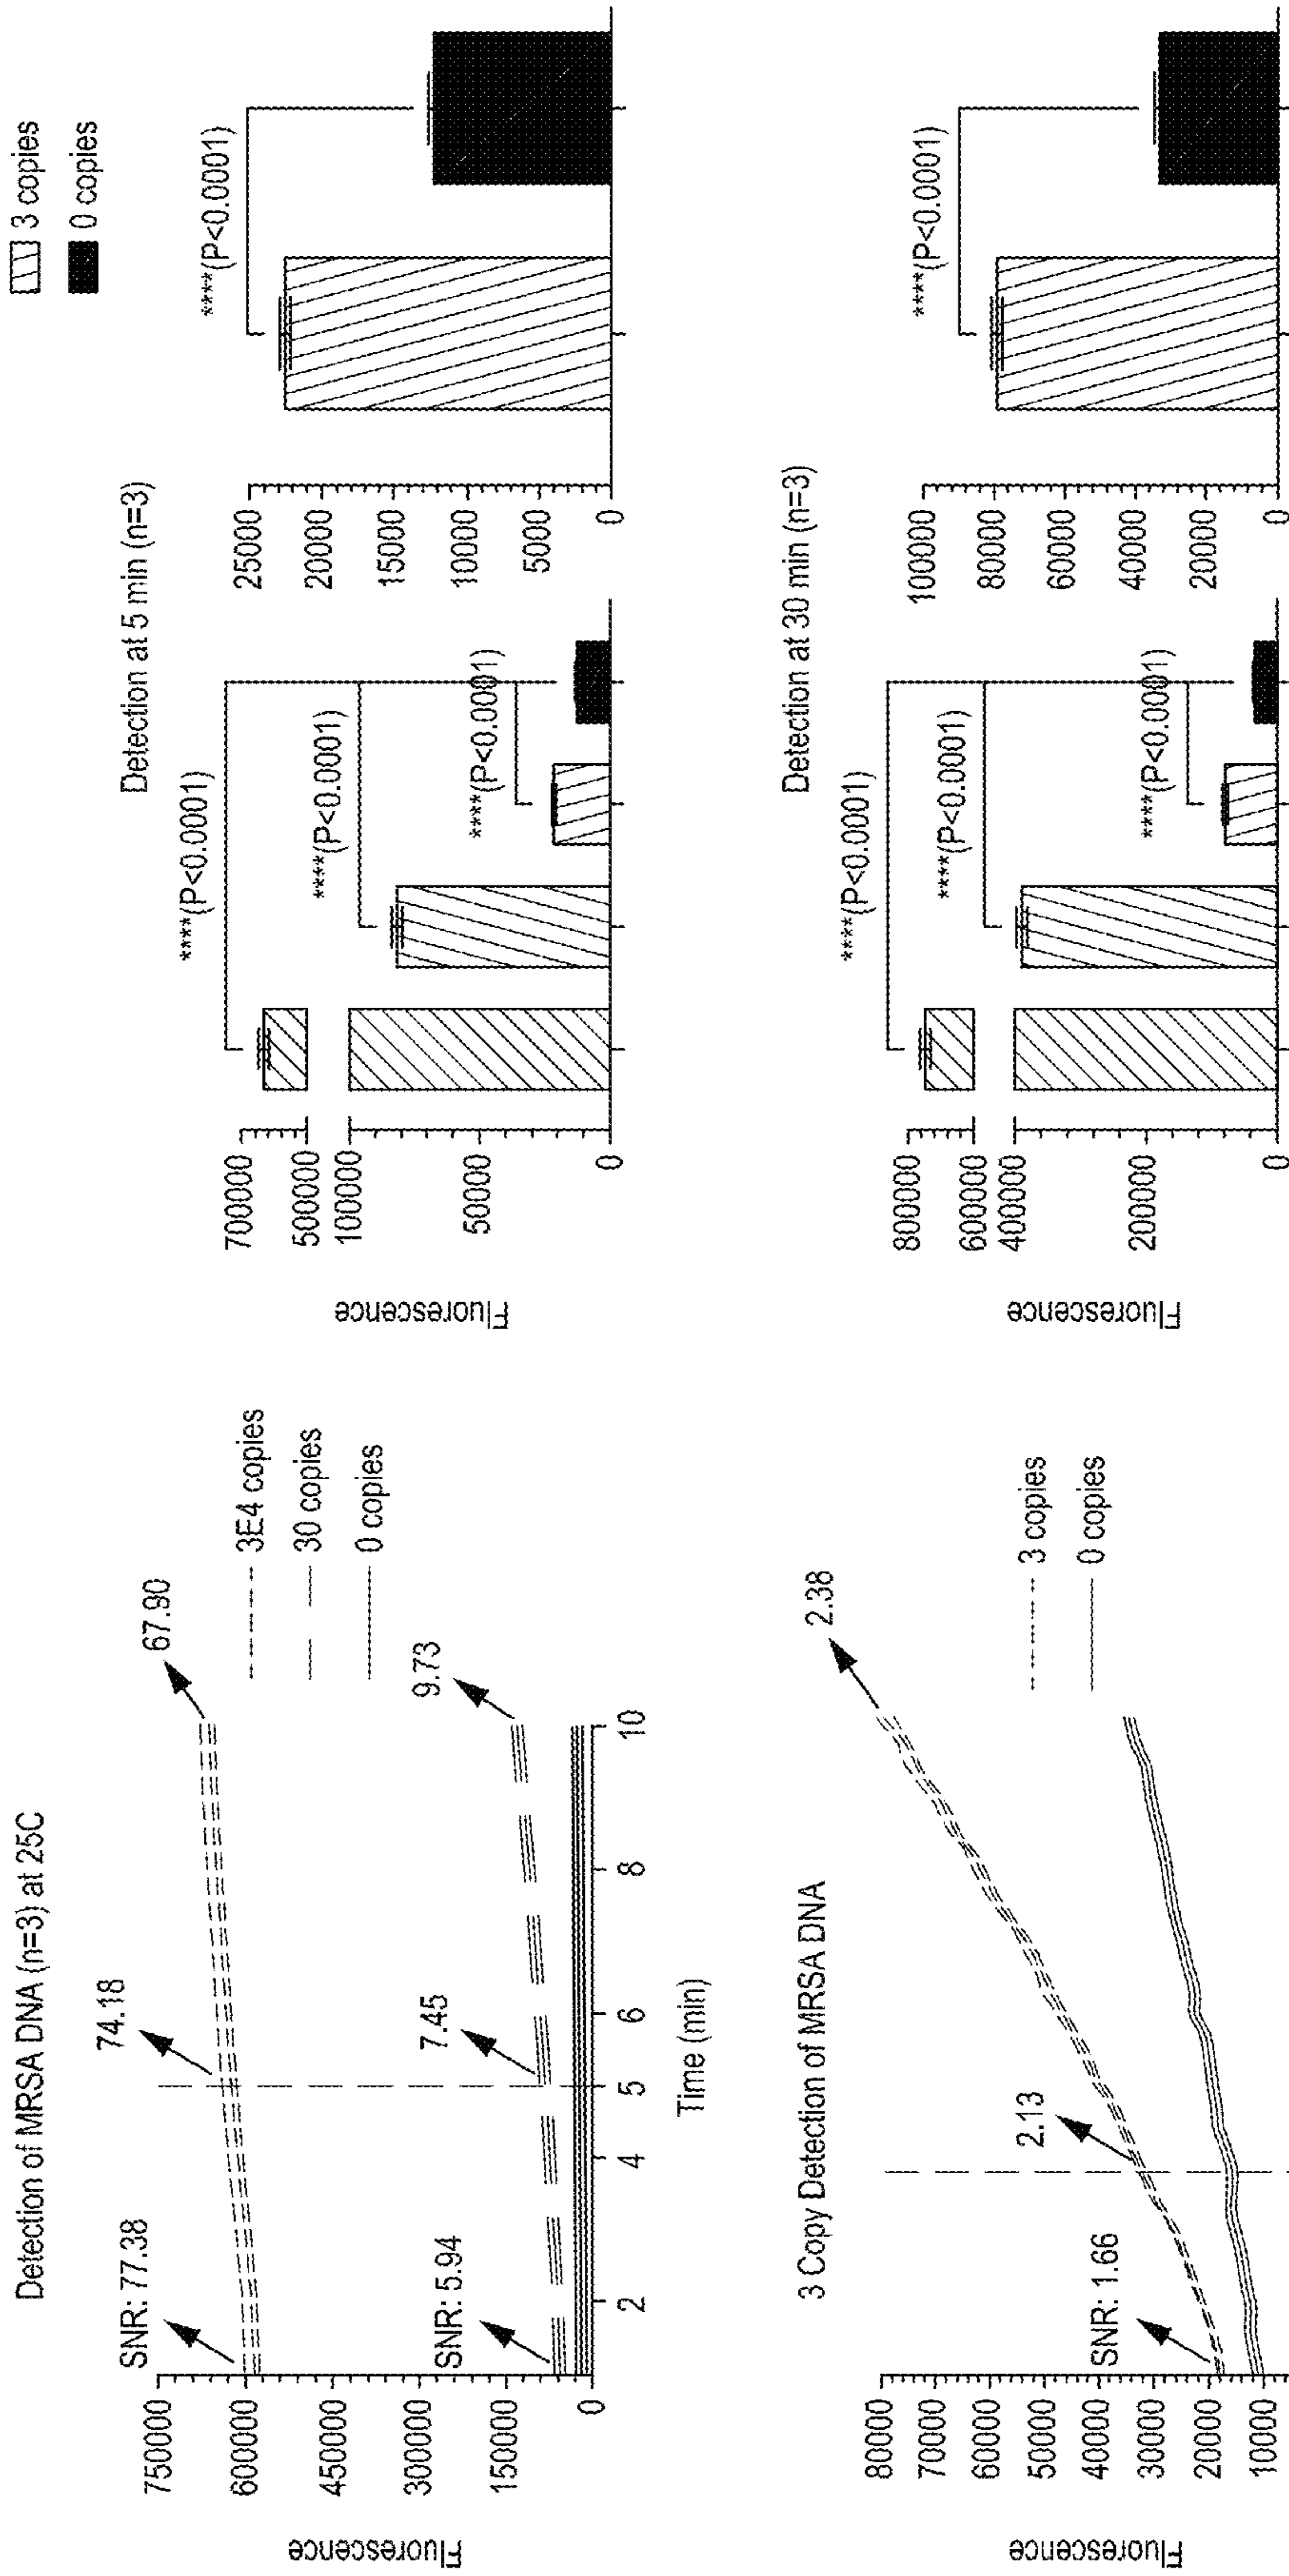 Detection of MRSA DNA (n=3) at 25C
SNR: 77.38
74.18
67.90
SNR: 5.94
7.45
9.73
3E4 copies
30 copies
0 copies
Fluorescence
750000
600000
450000
300000
150000
0
2
4
5
6
8
10
Time (min)
3 copies
0 copies
Detection at 5 min (n=3)
Fluorescence
700000
500000
100000
50000
0
****(P<0.0001)
****(P<0.0001)
****(P<0.0001)
25000
20000
15000
10000
5000
0
****(P<0.0001)
3 Copy Detection of MRSA DNA
SNR: 1.66
2.13
2.38
3 copies
0 copies
Fluorescence
80000
70000
60000
50000
40000
30000
20000
10000
Detection at 30 min (n=3)
Fluorescence
800000
600000
400000
200000
0
****(P<0.0001)
****(P<0.0001)
****(P<0.0001)
100000
80000
60000
40000
20000
0
****(P<0.0001)